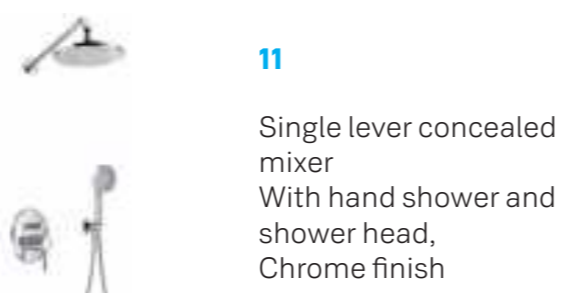 11
Single lever concealed
mixer
With hand shower and
shower head,
Chrome finish